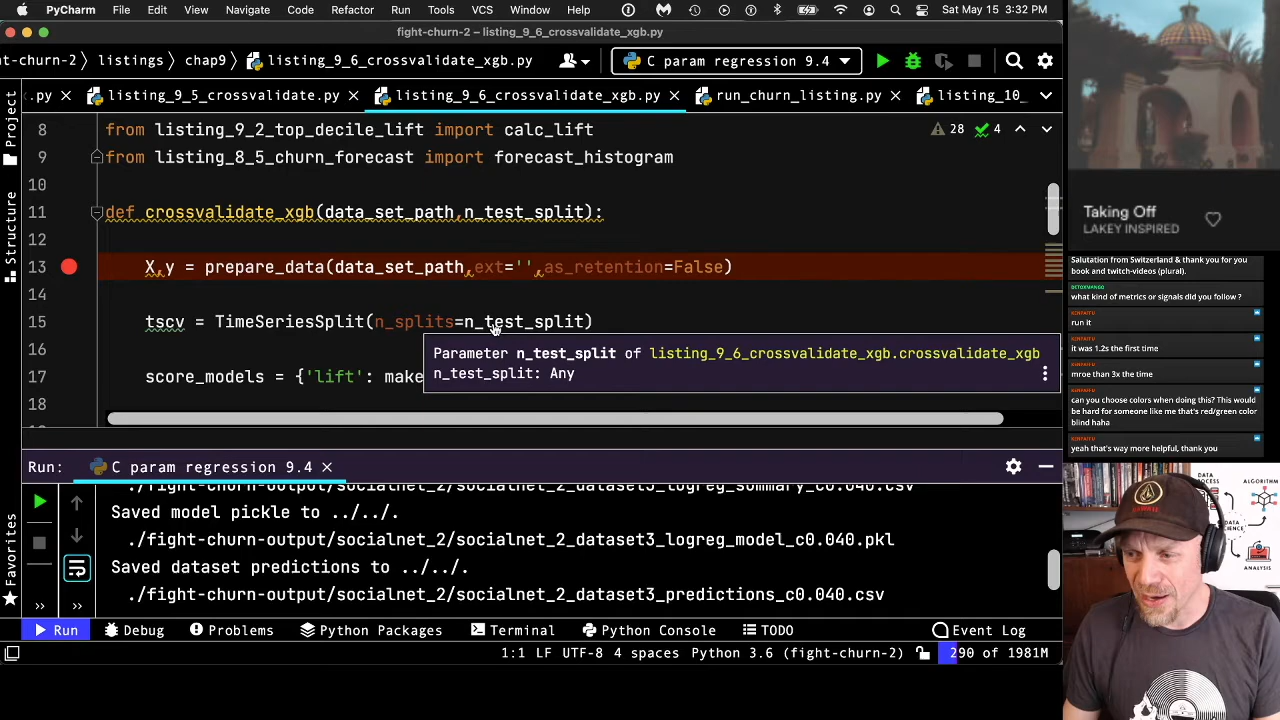 PyCharm File Edit View Navigate Code Refactor Run Tools VCS Window Help Sat May 15 3:32 PM
fight-churn-2 – listing_9_6_crossvalidate_xgb.py
ht-churn-2 listings chap9 listing_9_6_crossvalidate_xgb.py C param regression 9.4
.py listing_9_5_crossvalidate.py listing_9_6_crossvalidate_xgb.py run_churn_listing.py listing_10_
Project
Structure
Favorites
28 4
8 from listing_9_2_top_decile_lift import calc_lift
9 from listing_8_5_churn_forecast import forecast_histogram
10
11 def crossvalidate_xgb(data_set_path,n_test_split):
12
13 X,y = prepare_data(data_set_path,ext='',as_retention=False)
14
15 tscv = TimeSeriesSplit(n_splits=n_test_split)
16
Parameter n_test_split of listing_9_6_crossvalidate_xgb.crossvalidate_xgb
n_test_split: Any
17 score_models = {'lift': make
18
Run: C param regression 9.4
./fight-churn-output/socialnet_2/socialnet_2_dataset3_logreg_summary_c0.040.csv
Saved model pickle to ../../.
./fight-churn-output/socialnet_2/socialnet_2_dataset3_logreg_model_c0.040.pkl
Saved dataset predictions to ../../.
./fight-churn-output/socialnet_2/socialnet_2_dataset3_predictions_c0.040.csv
Run Debug Problems Python Packages Terminal Python Console TODO Event Log
1:1 LF UTF-8 4 spaces Python 3.6 (fight-churn-2) 290 of 1981M
Taking Off
LAKEY INSPIRED
Salutation from Switzerland & thank you for you
book and twitch-videos (plural).
what kind of metrics or signals did you follow ?
run it
it was 1.2s the first time
mroe than 3x the time
can you choose colors when doing this? This would
be hard for someone like me that's red/green color
blind haha
yeah that's way more helpful, thank you
DATA
PROCESS
ALGORITHM
DATA
SCIENCE
ANALYSIS